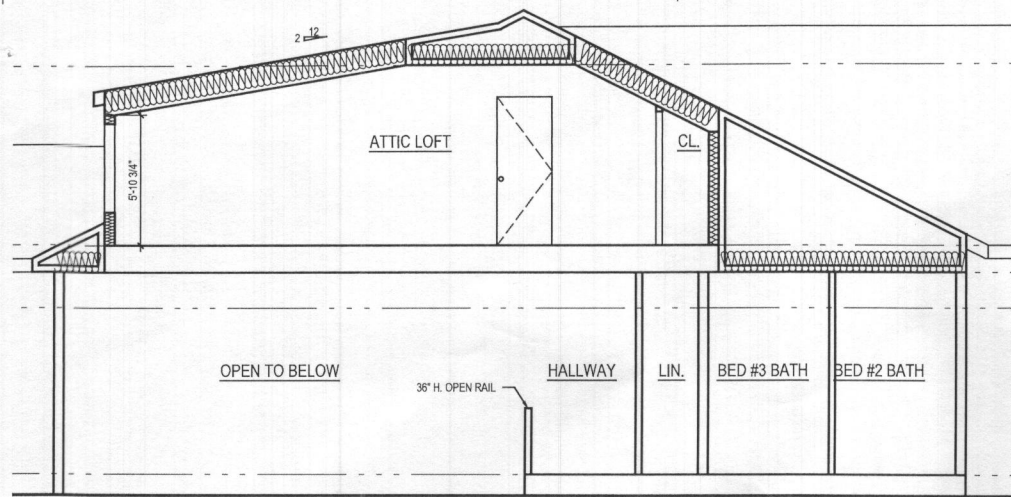 12
2
ATTIC LOFT
CL.
5'-10 3/4"
OPEN TO BELOW
HALLWAY
LIN.
BED #3 BATH
BED #2 BATH
36" H. OPEN RAIL